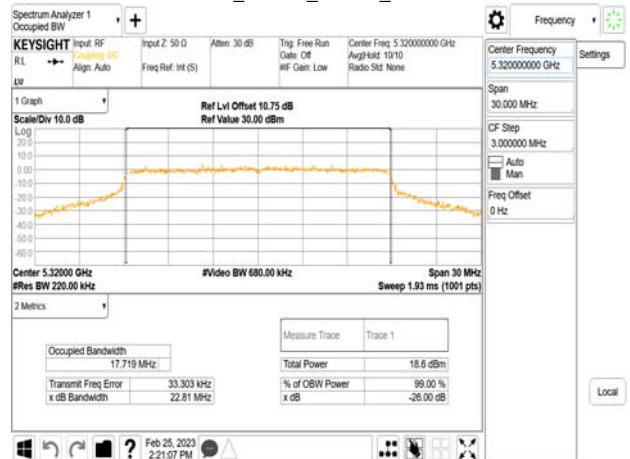 Spectrum Analyzer 1
Occupied BW
+
Frequency
KEYSIGHT
RL
Input: RF
Coupling: DC
Align: Auto
Input Z: 50 Ω
Freq Ref: Int (S)
Atten: 30 dB
Trig: Free Run
Gate: Off
#IF Gain: Low
Center Freq: 5.320000000 GHz
Avg|Hold: 10/10
Radio Std: None
Center Frequency
5.320000000 GHz
Settings
Span
30.000 MHz
CF Step
3.000000 MHz
Auto
Man
Freq Offset
0 Hz
Local
1 Graph
Scale/Div 10.0 dB
Ref Lvl Offset 10.75 dB
Ref Value 30.00 dBm
Log
20.0
10.0
0.00
-10.0
-20.0
-30.0
-40.0
-50.0
-60.0
Center 5.32000 GHz
#Res BW 220.00 kHz
#Video BW 680.00 kHz
Span 30 MHz
Sweep 1.93 ms (1001 pts)
2 Metrics
Measure Trace
Trace 1
Occupied Bandwidth
17.719 MHz
Total Power
18.6 dBm
Transmit Freq Error
33.303 kHz
% of OBW Power
99.00 %
x dB Bandwidth
22.81 MHz
x dB
-26.00 dB
?
Feb 25, 2023
2:21:07 PM